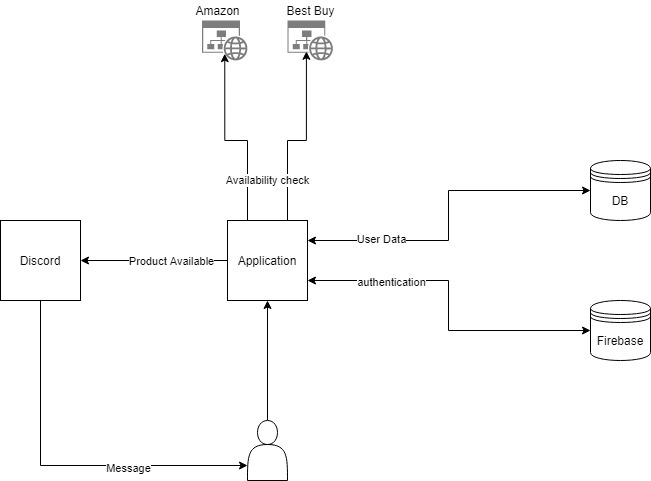 Amazon
Best Buy
Availability check
DB
User Data
Discord
Product Available
Application
authentication
Firebase
Message